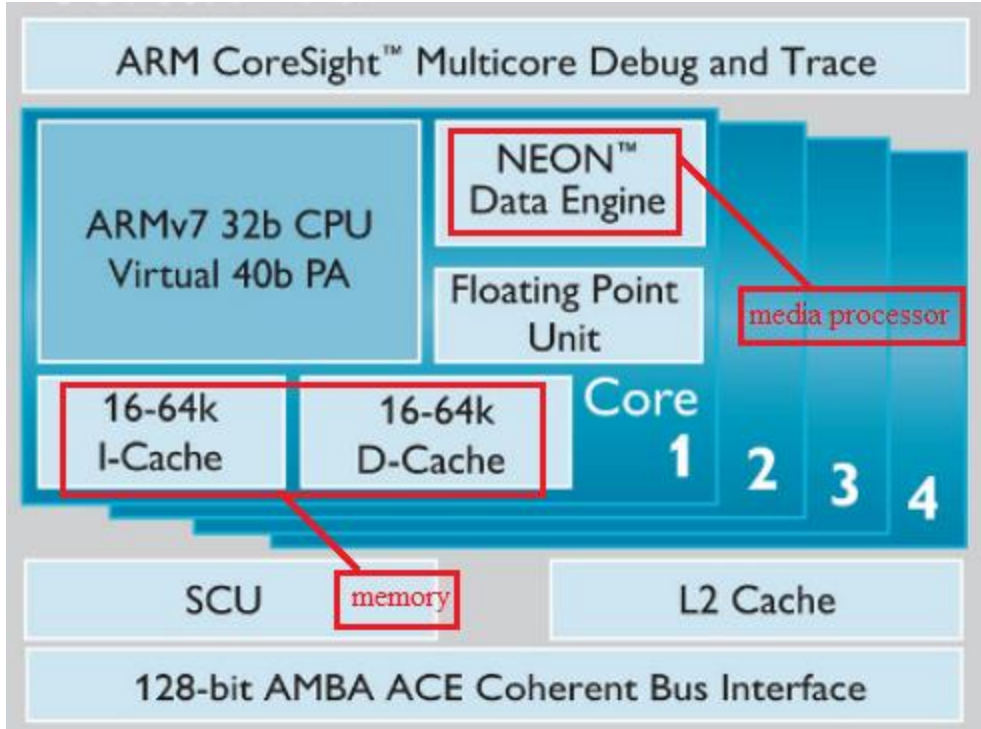 ARM CoreSight™ Multicore Debug and Trace
NEON™
Data Engine
ARMv7 32b CPU
Virtual 40b PA
Floating Point
Unit
media processor
16-64k
I-Cache
16-64k
D-Cache
Core
1
2
3
4
SCU
memory
L2 Cache
128-bit AMBA ACE Coherent Bus Interface